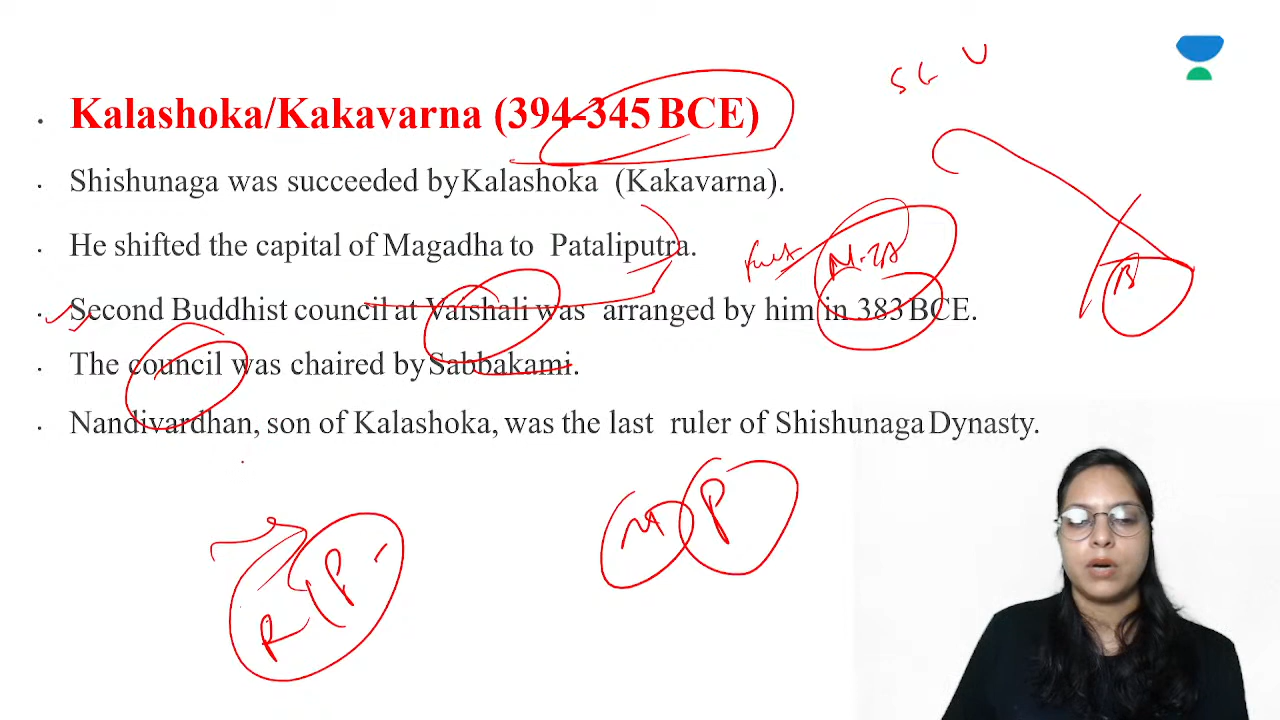 S G U
• Kalashoka/Kakavarna (394-345 BCE)
• Shishunaga was succeeded by Kalashoka (Kakavarna).
• He shifted the capital of Magadha to Pataliputra.
• Second Buddhist council at Vaishali was arranged by him in 383 BCE.
• The council was chaired by Sabbakami.
• Nandivardhan, son of Kalashoka, was the last ruler of Shishunaga Dynasty.
P
R P